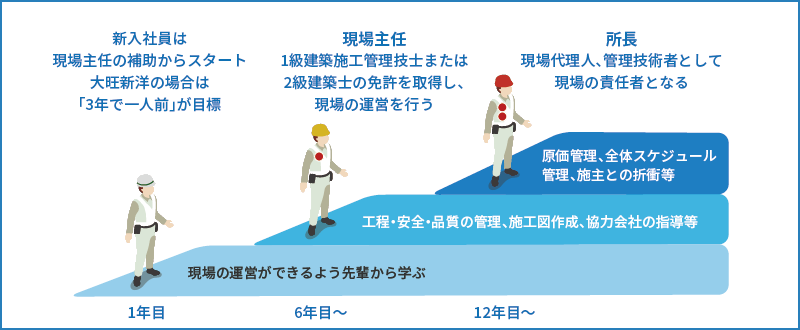 新入社員は
現場主任の補助からスタート
大旺新洋の場合は
「3年で一人前」が目標
現場主任
1級建築施工管理技士または
2級建築士の免許を取得し、
現場の運営を行う
所長
現場代理人、管理技術者として
現場の責任者となる
原価管理、全体スケジュール
管理、施主との折衝等
工程・安全・品質の管理、施工図作成、協力会社の指導等
現場の運営ができるよう先輩から学ぶ
1年目
6年目〜
12年目〜